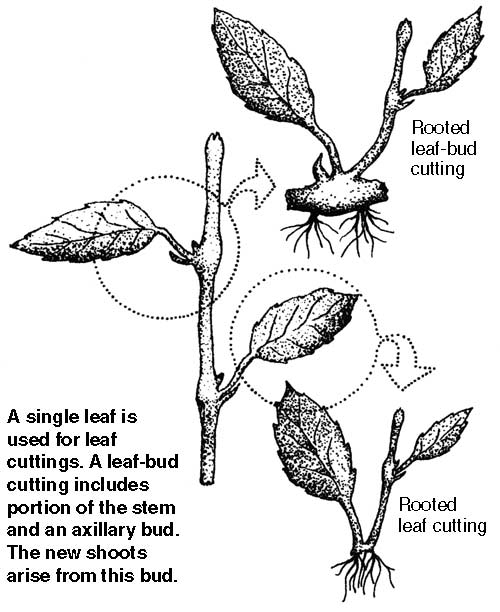 Rooted
leaf-bud
cutting
A single leaf is
used for leaf
cuttings. A leaf-bud
cutting includes
portion of the stem
and an axillary bud.
The new shoots
arise from this bud.
Rooted
leaf cutting